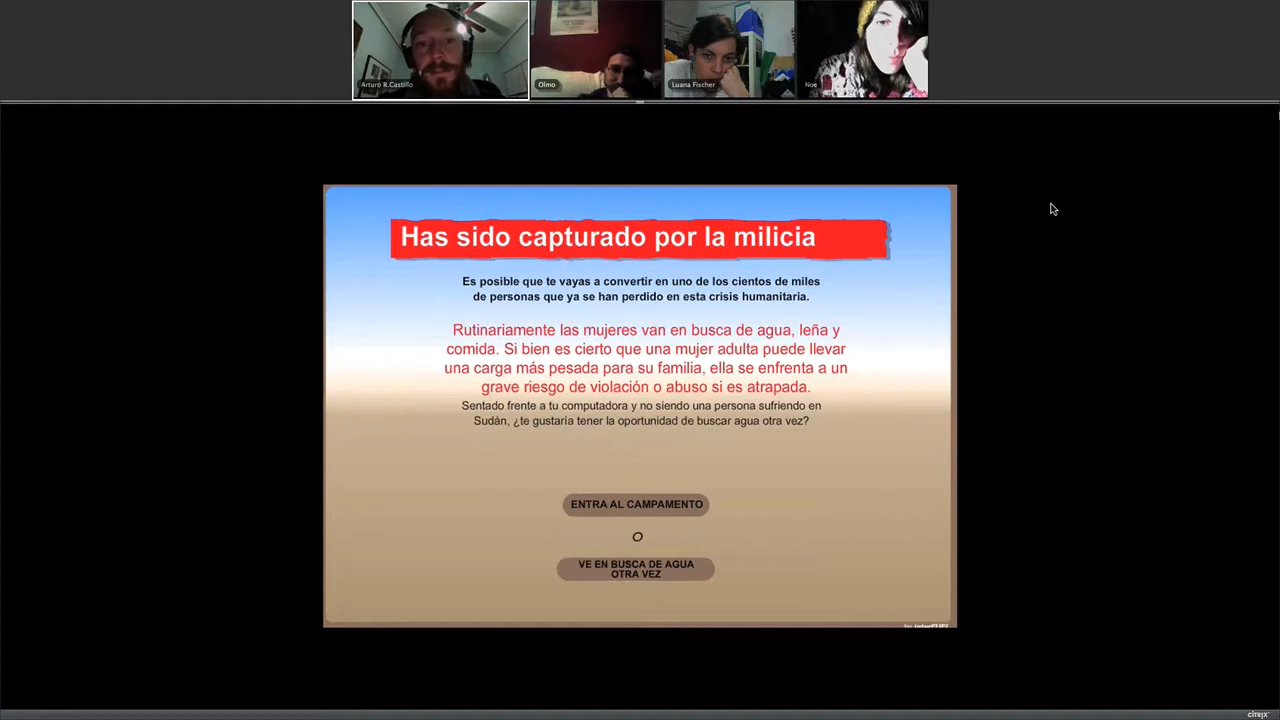 Arturo R.Castillo
Olmo
Luana Fischer
Noe
Has sido capturado por la milicia
Es posible que te vayas a convertir en uno de los cientos de miles
de personas que ya se han perdido en esta crisis humanitaria.
Rutinariamente las mujeres van en busca de agua, leña y
comida. Si bien es cierto que una mujer adulta puede llevar
una carga más pesada para su familia, ella se enfrenta a un
grave riesgo de violación o abuso si es atrapada.
Sentado frente a tu computadora y no siendo una persona sufriendo en
Sudán, ¿te gustaría tener la oportunidad de buscar agua otra vez?
ENTRA AL CAMPAMENTO
O
VE EN BUSCA DE AGUA
OTRA VEZ
by interFUEL
CITRIX